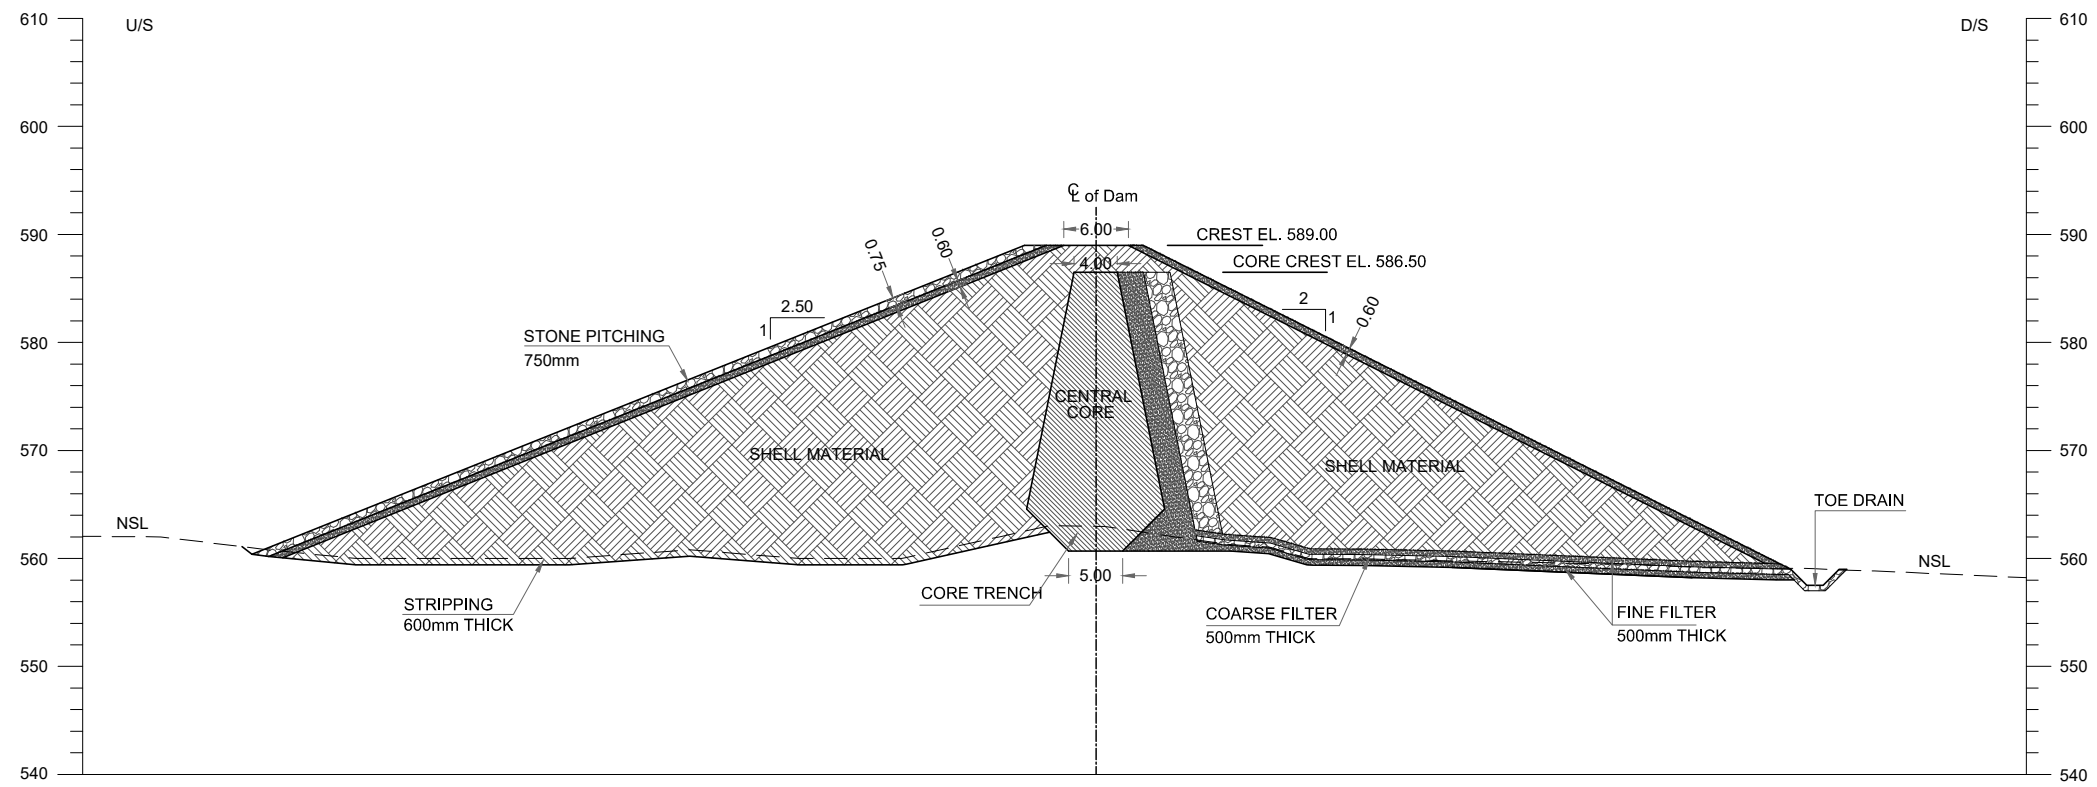 610
U/S
D/S
610
600
600
℄ of Dam
590
6.00
CREST EL. 589.00
590
0.75
0.60
4.00
CORE CREST EL. 586.50
2.50
1
2
1
0.60
STONE PITCHING
750mm
580
580
CENTRAL
CORE
570
SHELL MATERIAL
SHELL MATERIAL
570
TOE DRAIN
NSL
560
NSL
560
5.00
CORE TRENCH
STRIPPING
600mm THICK
COARSE FILTER
500mm THICK
FINE FILTER
500mm THICK
550
550
540
540